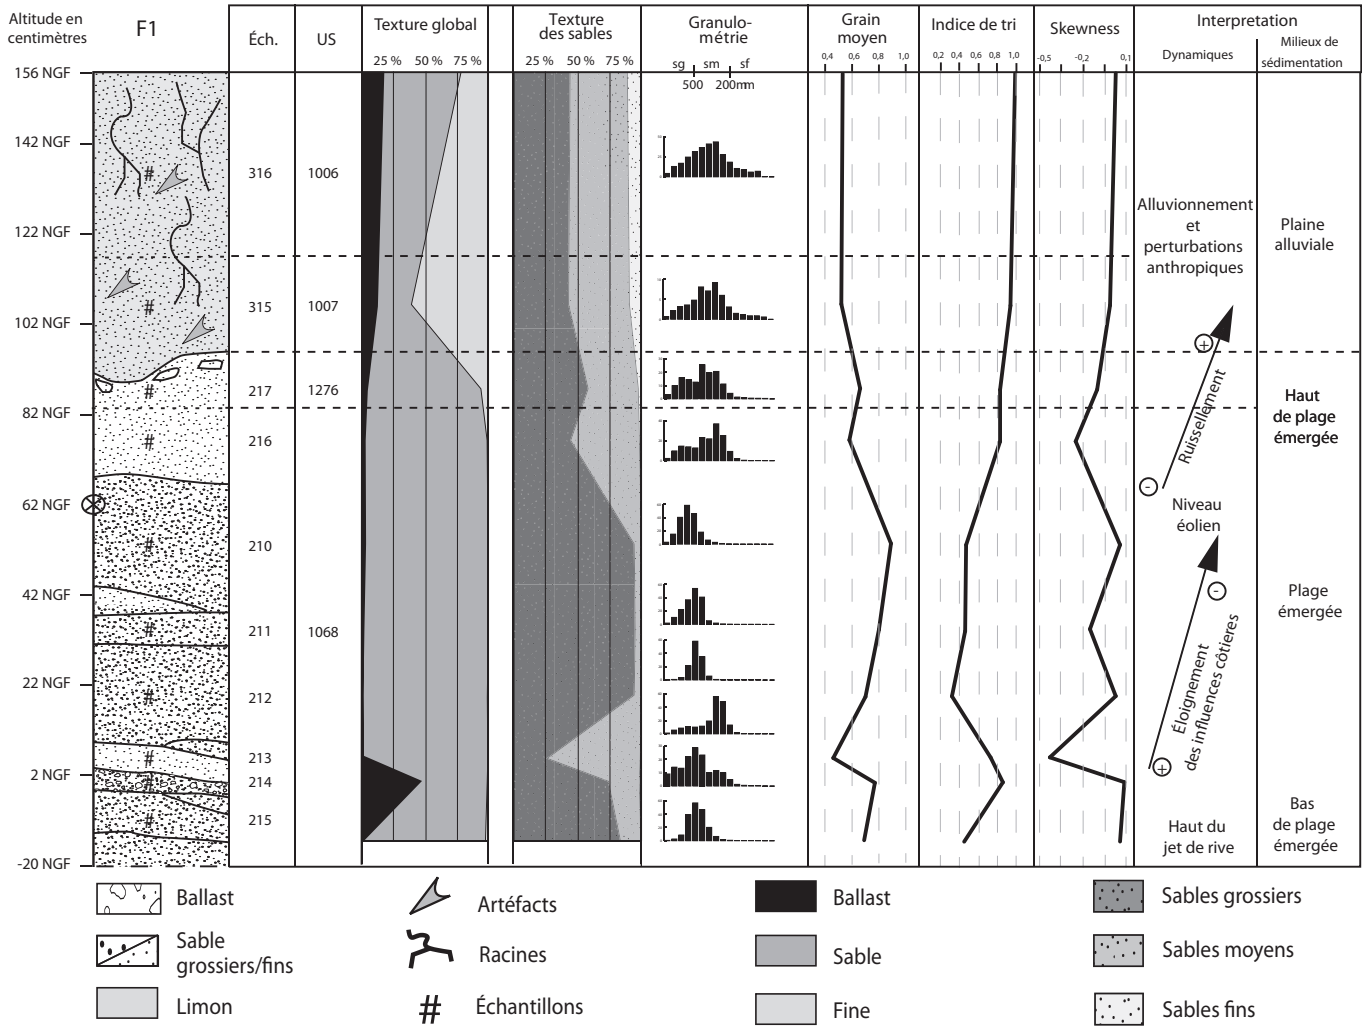 Altitude en
centimètres
F1
Éch.
US
Texture global
25 %
50 %
75 %
Texture
des sables
25 %
50 %
75 %
Granulo-
métrie
sg
sm
sf
500
200mm
Grain
moyen
0,4
0,6
0,8
1,0
Indice de tri
0,2
0,4
0,6
0,8
1,0
Skewness
-0,5
-0,2
0,1
Interpretation
Dynamiques
Milieux de
sédimentation
156 NGF
142 NGF
122 NGF
102 NGF
82 NGF
62 NGF
42 NGF
22 NGF
2 NGF
-20 NGF
#
#
#
#
#
#
#
#
#
#
316
315
217
216
210
211
212
213
214
215
1006
1007
1276
1068
Alluvionnement
et
perturbations
anthropiques
+
Ruissellement
-
Niveau
éolien
-
Éloignement
des influences côtieres
+
Haut du
jet de rive
Plaine
alluviale
Haut
de plage
émergée
Plage
émergée
Bas
de plage
émergée
Ballast
Sable
grossiers/fins
Limon
Artéfacts
Racines
# Échantillons
Ballast
Sable
Fine
Sables grossiers
Sables moyens
Sables fins